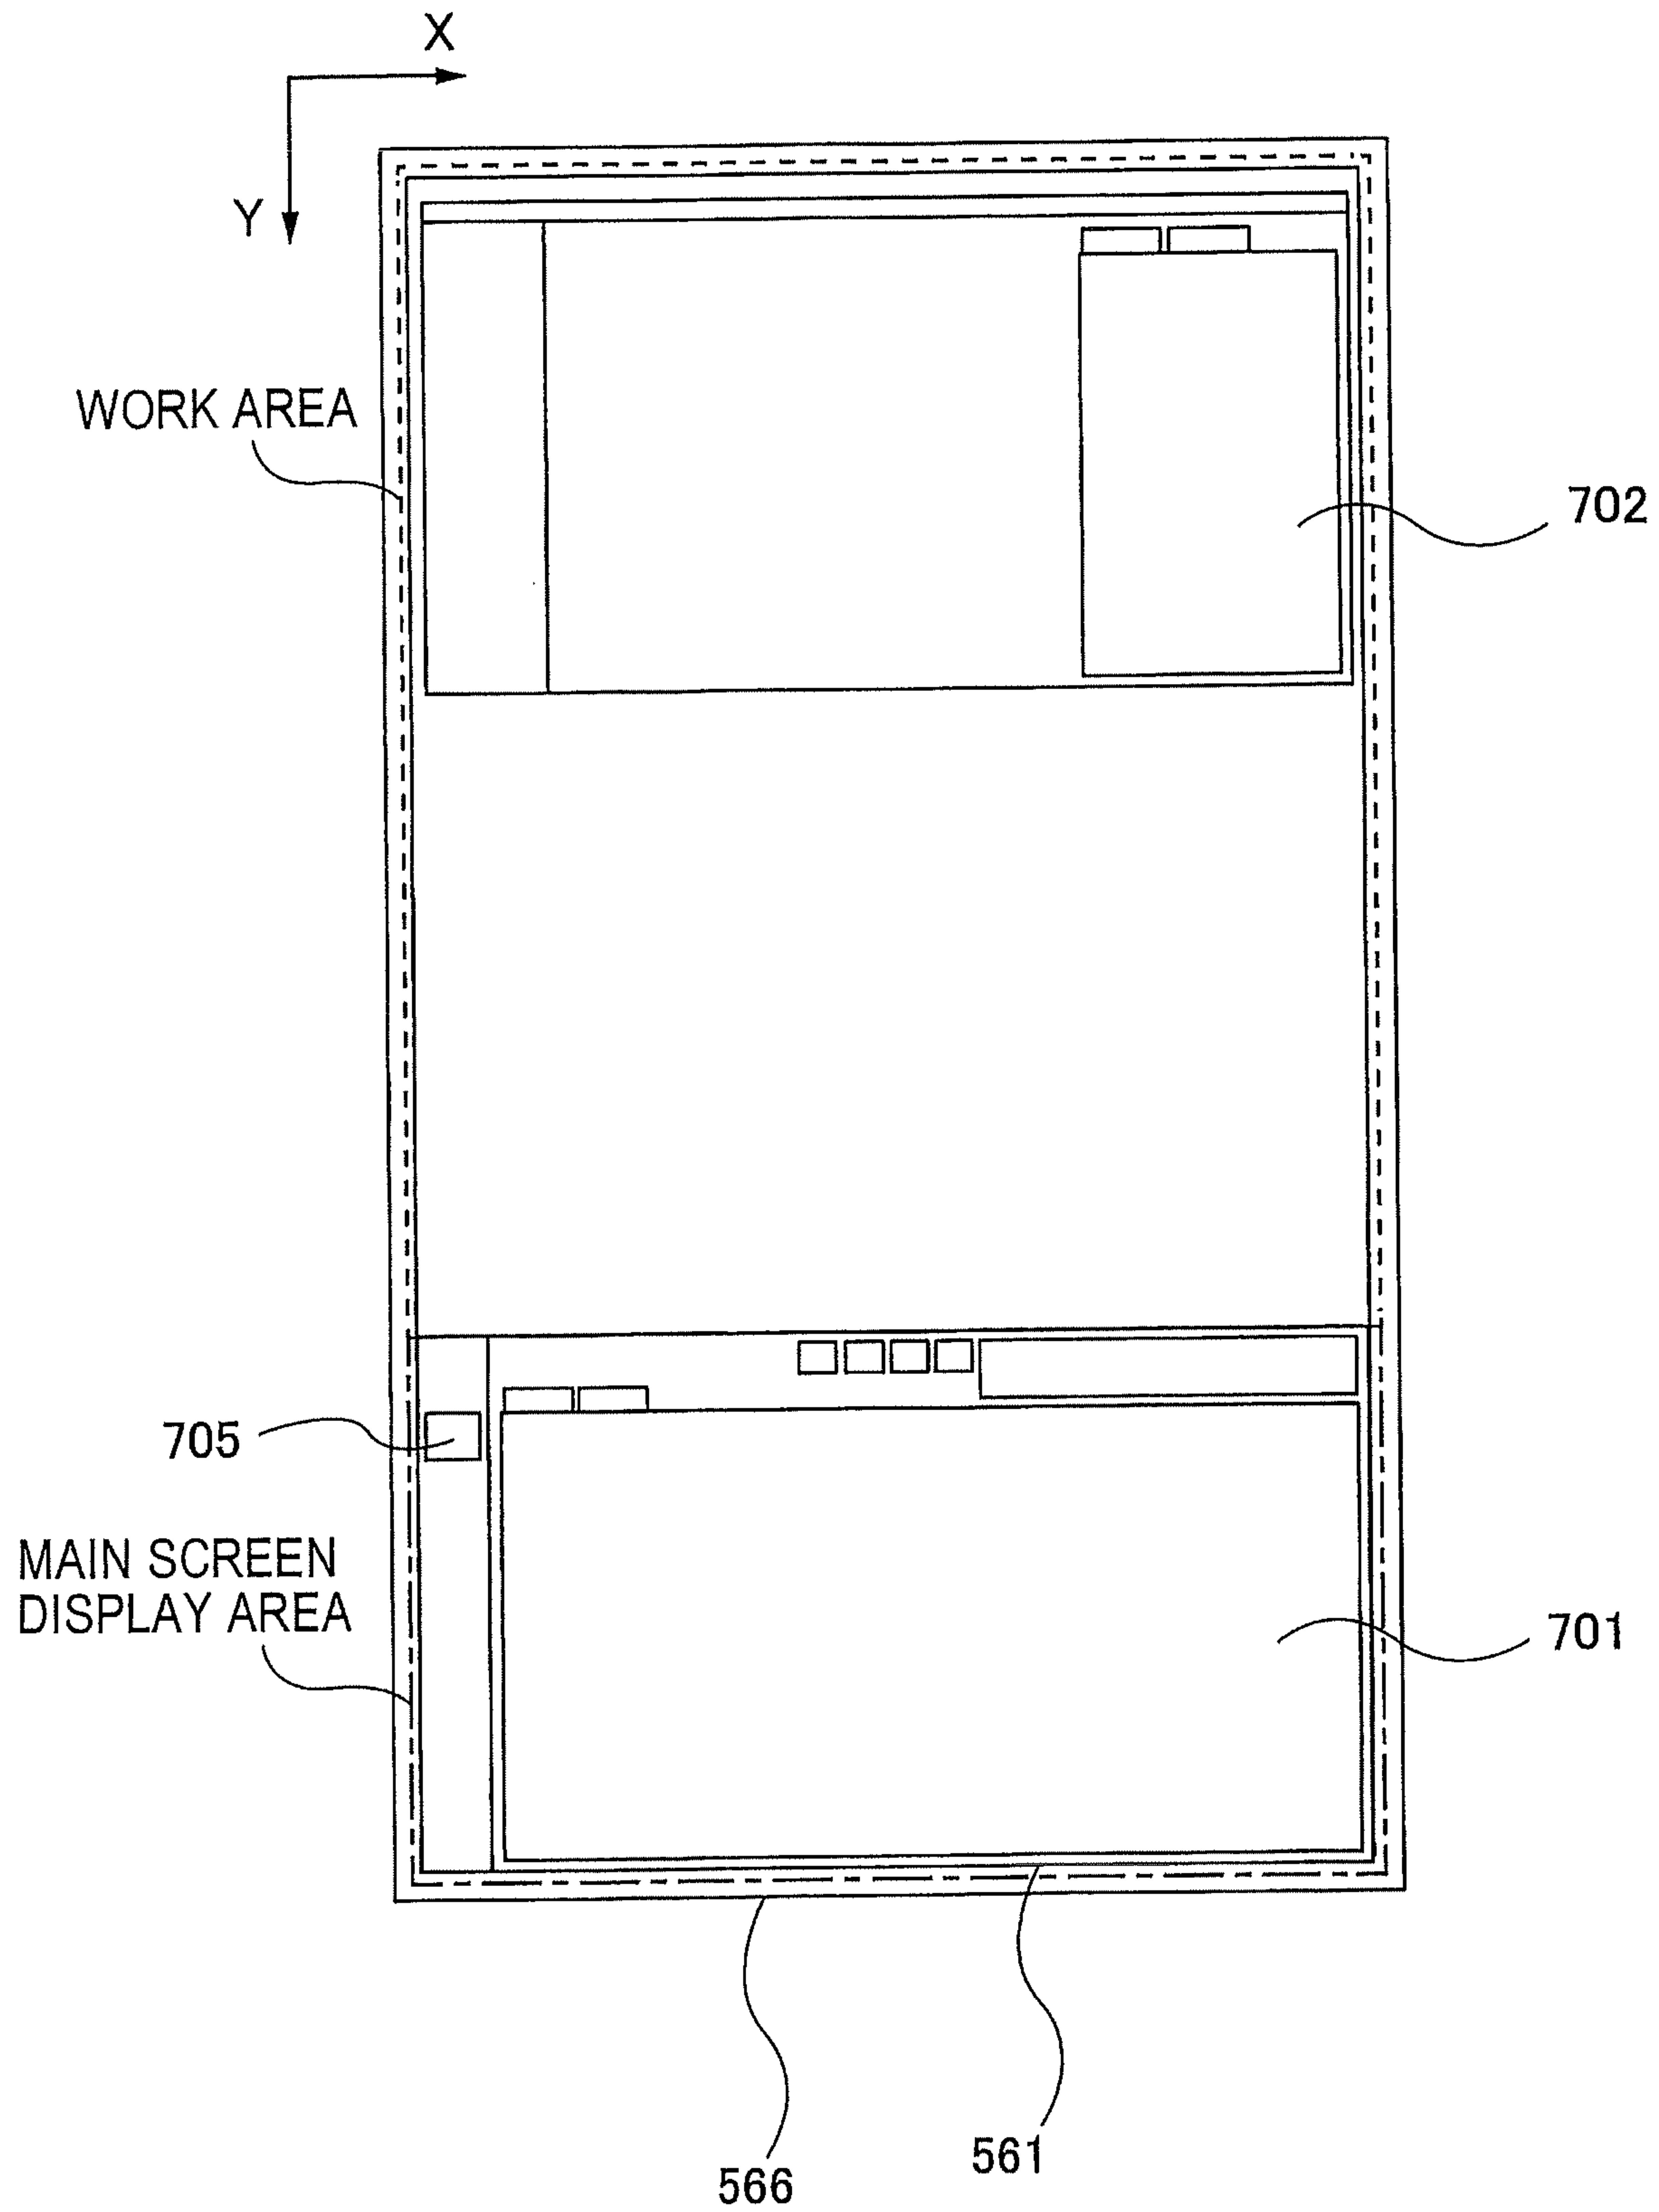 X
Y
WORK AREA
702
705
MAIN SCREEN
DISPLAY AREA
701
561
566